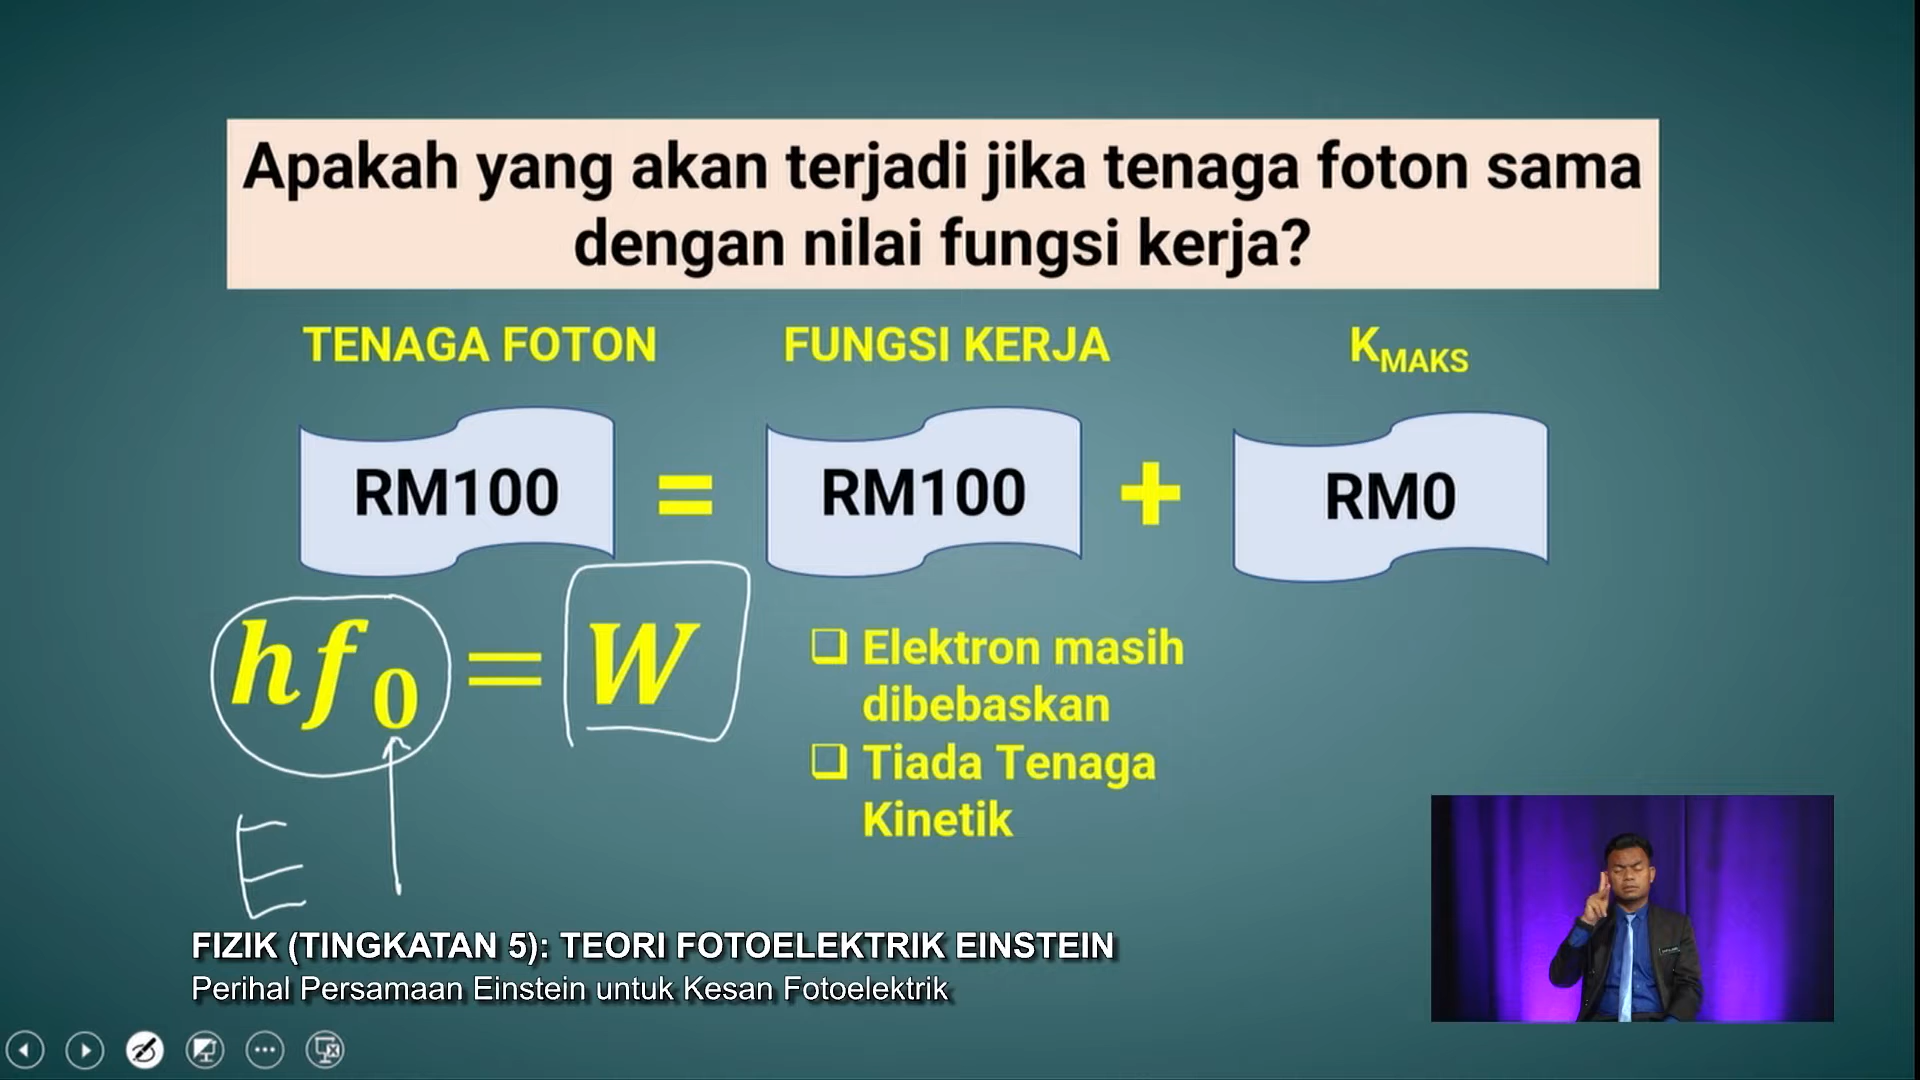 Apakah yang akan terjadi jika tenaga foton sama
dengan nilai fungsi kerja?
TENAGA FOTON
FUNGSI KERJA
KMAKS
RM100
=
RM100
+
RM0
hf₀ = W
❑ Elektron masih
dibebaskan
❑ Tiada Tenaga
Kinetik
E
FIZIK (TINGKATAN 5): TEORI FOTOELEKTRIK EINSTEIN
Perihal Persamaan Einstein untuk Kesan Fotoelektrik